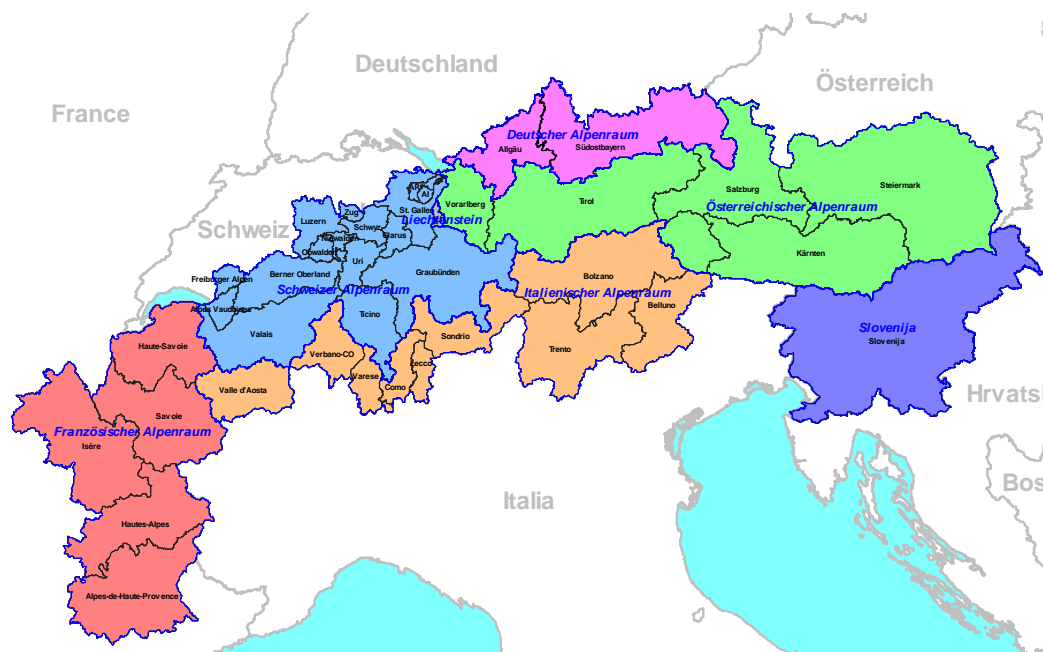 Deutschland
Österreich
France
Deutscher Alpenraum
Allgäu
Südostbayern
Steiermark
AI
Salzburg
Tirol
Vorarlberg
Österreichischer Alpenraum
St. Gallen
Liechtenstein
Zug
Luzern
Schwyz
Schweiz
Glarus
Nidwalden
Obwalden
Kärnten
Uri
Graubünden
Berner Oberland
Bolzano
Freiburger Alpen
Schweizer Alpenraum
Italienischer Alpenraum
Belluno
Alpes Vaudoises
Ticino
Slovenija
Slovenija
Valais
Sondrio
Haute-Savoie
Trento
Verbano-CO
Lecco
Varese
Como
Valle d'Aosta
Hrvats
Savoie
Französischer Alpenraum
Isère
Bos
Italia
Hautes-Alpes
Alpes-de-Haute-Provence